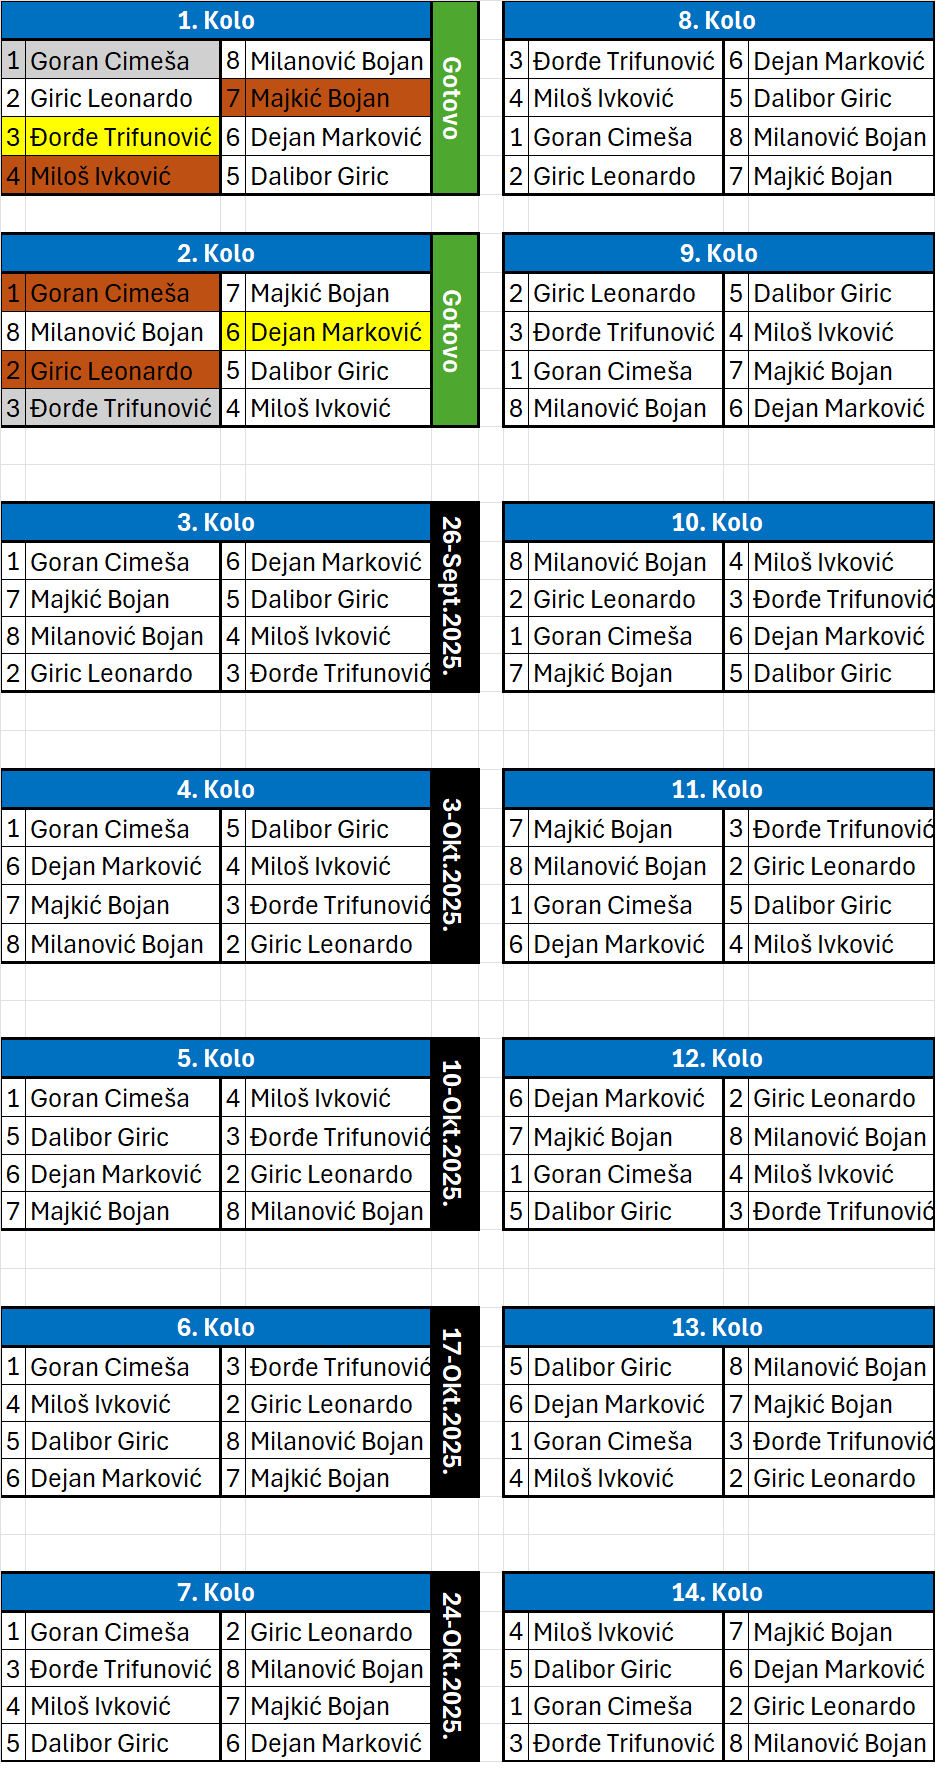 1. Kolo
1 Goran Cimeša 8 Milanović Bojan
2 Giric Leonardo 7 Majkić Bojan
3 Đorđe Trifunović 6 Dejan Marković
4 Miloš Ivković 5 Dalibor Giric
Gotovo
8. Kolo
3 Đorđe Trifunović 6 Dejan Marković
4 Miloš Ivković 5 Dalibor Giric
1 Goran Cimeša 8 Milanović Bojan
2 Giric Leonardo 7 Majkić Bojan
2. Kolo
1 Goran Cimeša 7 Majkić Bojan
8 Milanović Bojan 6 Dejan Marković
2 Giric Leonardo 5 Dalibor Giric
3 Đorđe Trifunović 4 Miloš Ivković
Gotovo
9. Kolo
2 Giric Leonardo 5 Dalibor Giric
3 Đorđe Trifunović 4 Miloš Ivković
1 Goran Cimeša 7 Majkić Bojan
8 Milanović Bojan 6 Dejan Marković
3. Kolo
1 Goran Cimeša 6 Dejan Marković
7 Majkić Bojan 5 Dalibor Giric
8 Milanović Bojan 4 Miloš Ivković
2 Giric Leonardo 3 Đorđe Trifunović
26-Sept.2025.
10. Kolo
8 Milanović Bojan 4 Miloš Ivković
2 Giric Leonardo 3 Đorđe Trifunović
1 Goran Cimeša 6 Dejan Marković
7 Majkić Bojan 5 Dalibor Giric
4. Kolo
1 Goran Cimeša 5 Dalibor Giric
6 Dejan Marković 4 Miloš Ivković
7 Majkić Bojan 3 Đorđe Trifunović
8 Milanović Bojan 2 Giric Leonardo
3-Okt.2025.
11. Kolo
7 Majkić Bojan 3 Đorđe Trifunović
8 Milanović Bojan 2 Giric Leonardo
1 Goran Cimeša 5 Dalibor Giric
6 Dejan Marković 4 Miloš Ivković
5. Kolo
1 Goran Cimeša 4 Miloš Ivković
5 Dalibor Giric 3 Đorđe Trifunović
6 Dejan Marković 2 Giric Leonardo
7 Majkić Bojan 8 Milanović Bojan
10-Okt.2025.
12. Kolo
6 Dejan Marković 2 Giric Leonardo
7 Majkić Bojan 8 Milanović Bojan
1 Goran Cimeša 4 Miloš Ivković
5 Dalibor Giric 3 Đorđe Trifunović
6. Kolo
1 Goran Cimeša 3 Đorđe Trifunović
4 Miloš Ivković 2 Giric Leonardo
5 Dalibor Giric 8 Milanović Bojan
6 Dejan Marković 7 Majkić Bojan
17-Okt.2025.
13. Kolo
5 Dalibor Giric 8 Milanović Bojan
6 Dejan Marković 7 Majkić Bojan
1 Goran Cimeša 3 Đorđe Trifunović
4 Miloš Ivković 2 Giric Leonardo
7. Kolo
1 Goran Cimeša 2 Giric Leonardo
3 Đorđe Trifunović 8 Milanović Bojan
4 Miloš Ivković 7 Majkić Bojan
5 Dalibor Giric 6 Dejan Marković
24-Okt.2025.
14. Kolo
4 Miloš Ivković 7 Majkić Bojan
5 Dalibor Giric 6 Dejan Marković
1 Goran Cimeša 2 Giric Leonardo
3 Đorđe Trifunović 8 Milanović Bojan